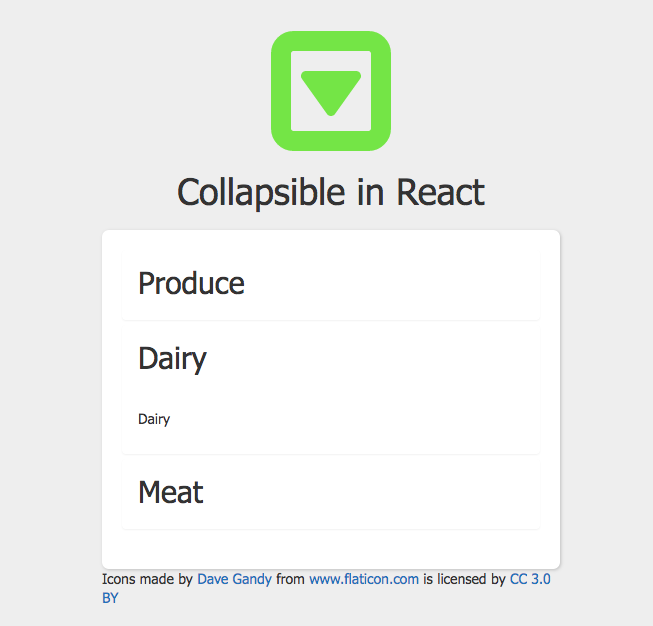 Collapsible in React
Produce
Dairy
Dairy
Meat
Icons made by Dave Gandy from www.flaticon.com is licensed by CC 3.0
BY